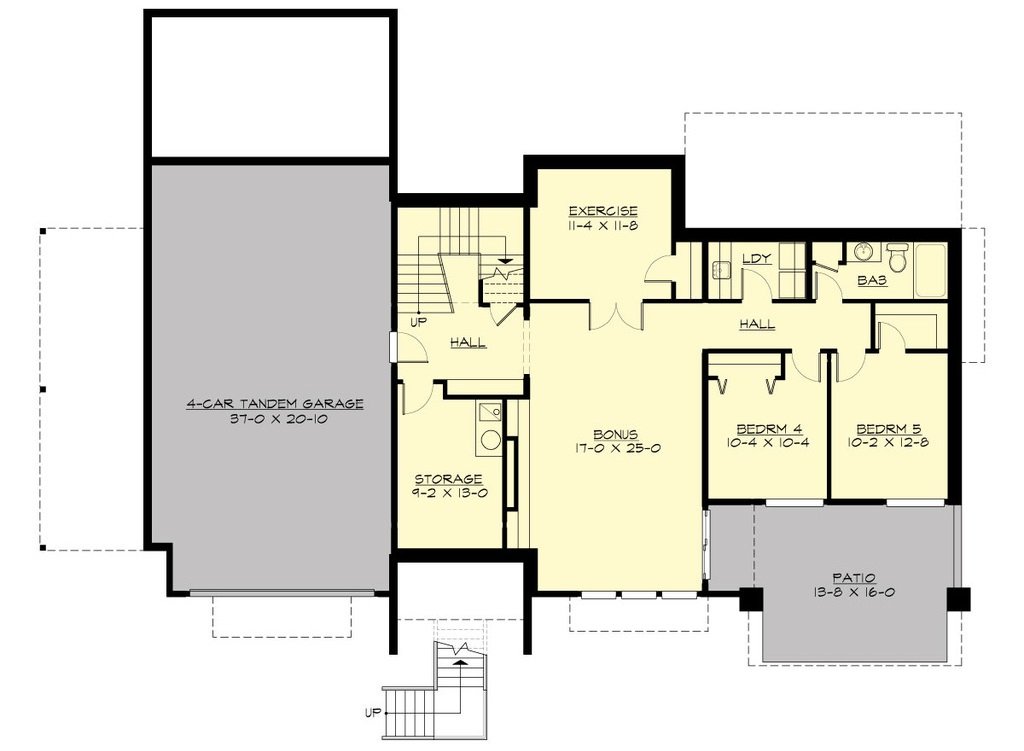 EXERCISE
11-4 X 11-8
LDY
BA3
UP
HALL
HALL
4-CAR TANDEM GARAGE
37-0 X 20-10
BONUS
17-0 X 25-0
BEDRM 4
10-4 X 10-4
BEDRM 5
10-2 X 12-8
STORAGE
9-2 X 13-0
PATIO
13-8 X 16-0
UP